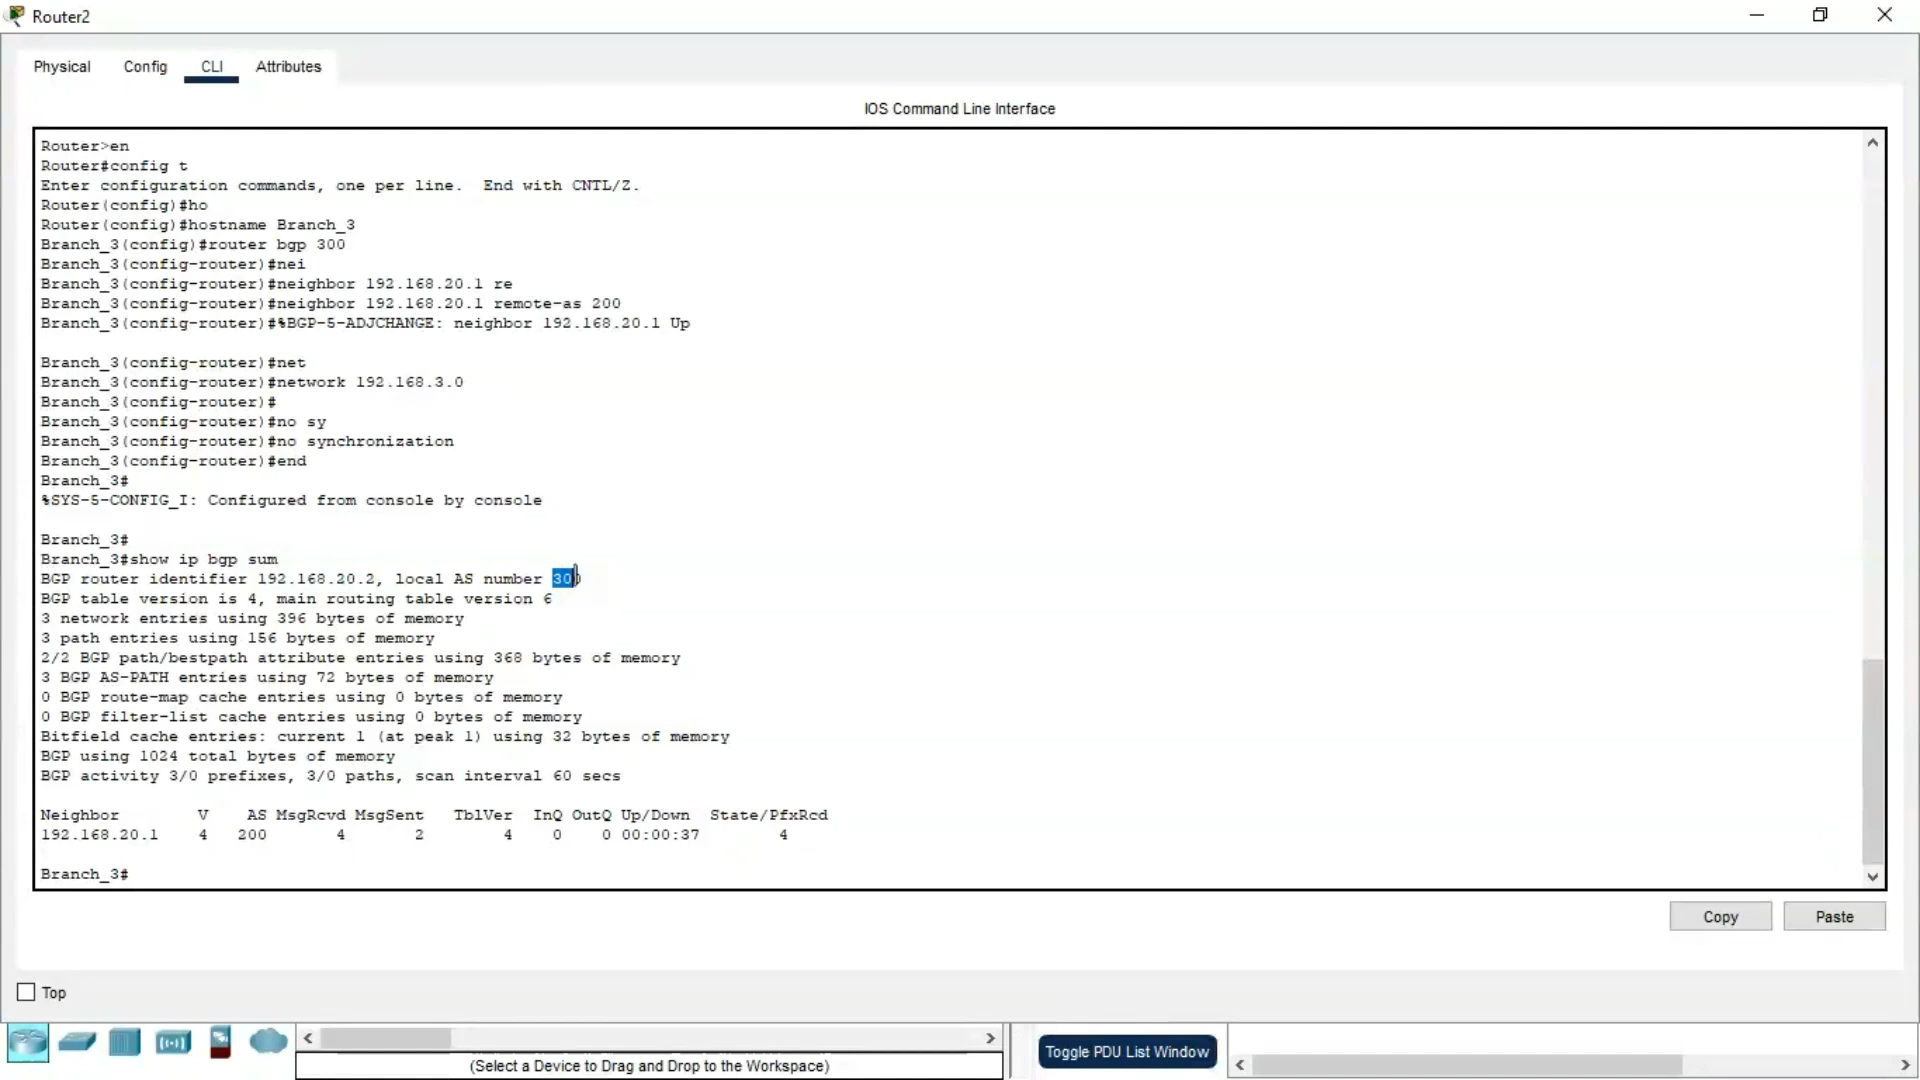 Router2
Physical Config CLI Attributes
IOS Command Line Interface
Router>en
Router#config t
Enter configuration commands, one per line.  End with CNTL/Z.
Router(config)#ho
Router(config)#hostname Branch_3
Branch_3(config)#router bgp 300
Branch_3(config-router)#nei
Branch_3(config-router)#neighbor 192.168.20.1 re
Branch_3(config-router)#neighbor 192.168.20.1 remote-as 200
Branch_3(config-router)#%BGP-5-ADJCHANGE: neighbor 192.168.20.1 Up
Branch_3(config-router)#net
Branch_3(config-router)#network 192.168.3.0
Branch_3(config-router)#
Branch_3(config-router)#no sy
Branch_3(config-router)#no synchronization
Branch_3(config-router)#end
Branch_3#
%SYS-5-CONFIG_I: Configured from console by console
Branch_3#
Branch_3#show ip bgp sum
BGP router identifier 192.168.20.2, local AS number 300
BGP table version is 4, main routing table version 6
3 network entries using 396 bytes of memory
3 path entries using 156 bytes of memory
2/2 BGP path/bestpath attribute entries using 368 bytes of memory
3 BGP AS-PATH entries using 72 bytes of memory
0 BGP route-map cache entries using 0 bytes of memory
0 BGP filter-list cache entries using 0 bytes of memory
Bitfield cache entries: current 1 (at peak 1) using 32 bytes of memory
BGP using 1024 total bytes of memory
BGP activity 3/0 prefixes, 3/0 paths, scan interval 60 secs
Neighbor V AS MsgRcvd MsgSent TblVer InQ OutQ Up/Down State/PfxRcd
192.168.20.1 4 200 4 2 4 0 0 00:00:37 4
Branch_3#
Copy Paste
Top
Toggle PDU List Window
(Select a Device to Drag and Drop to the Workspace)